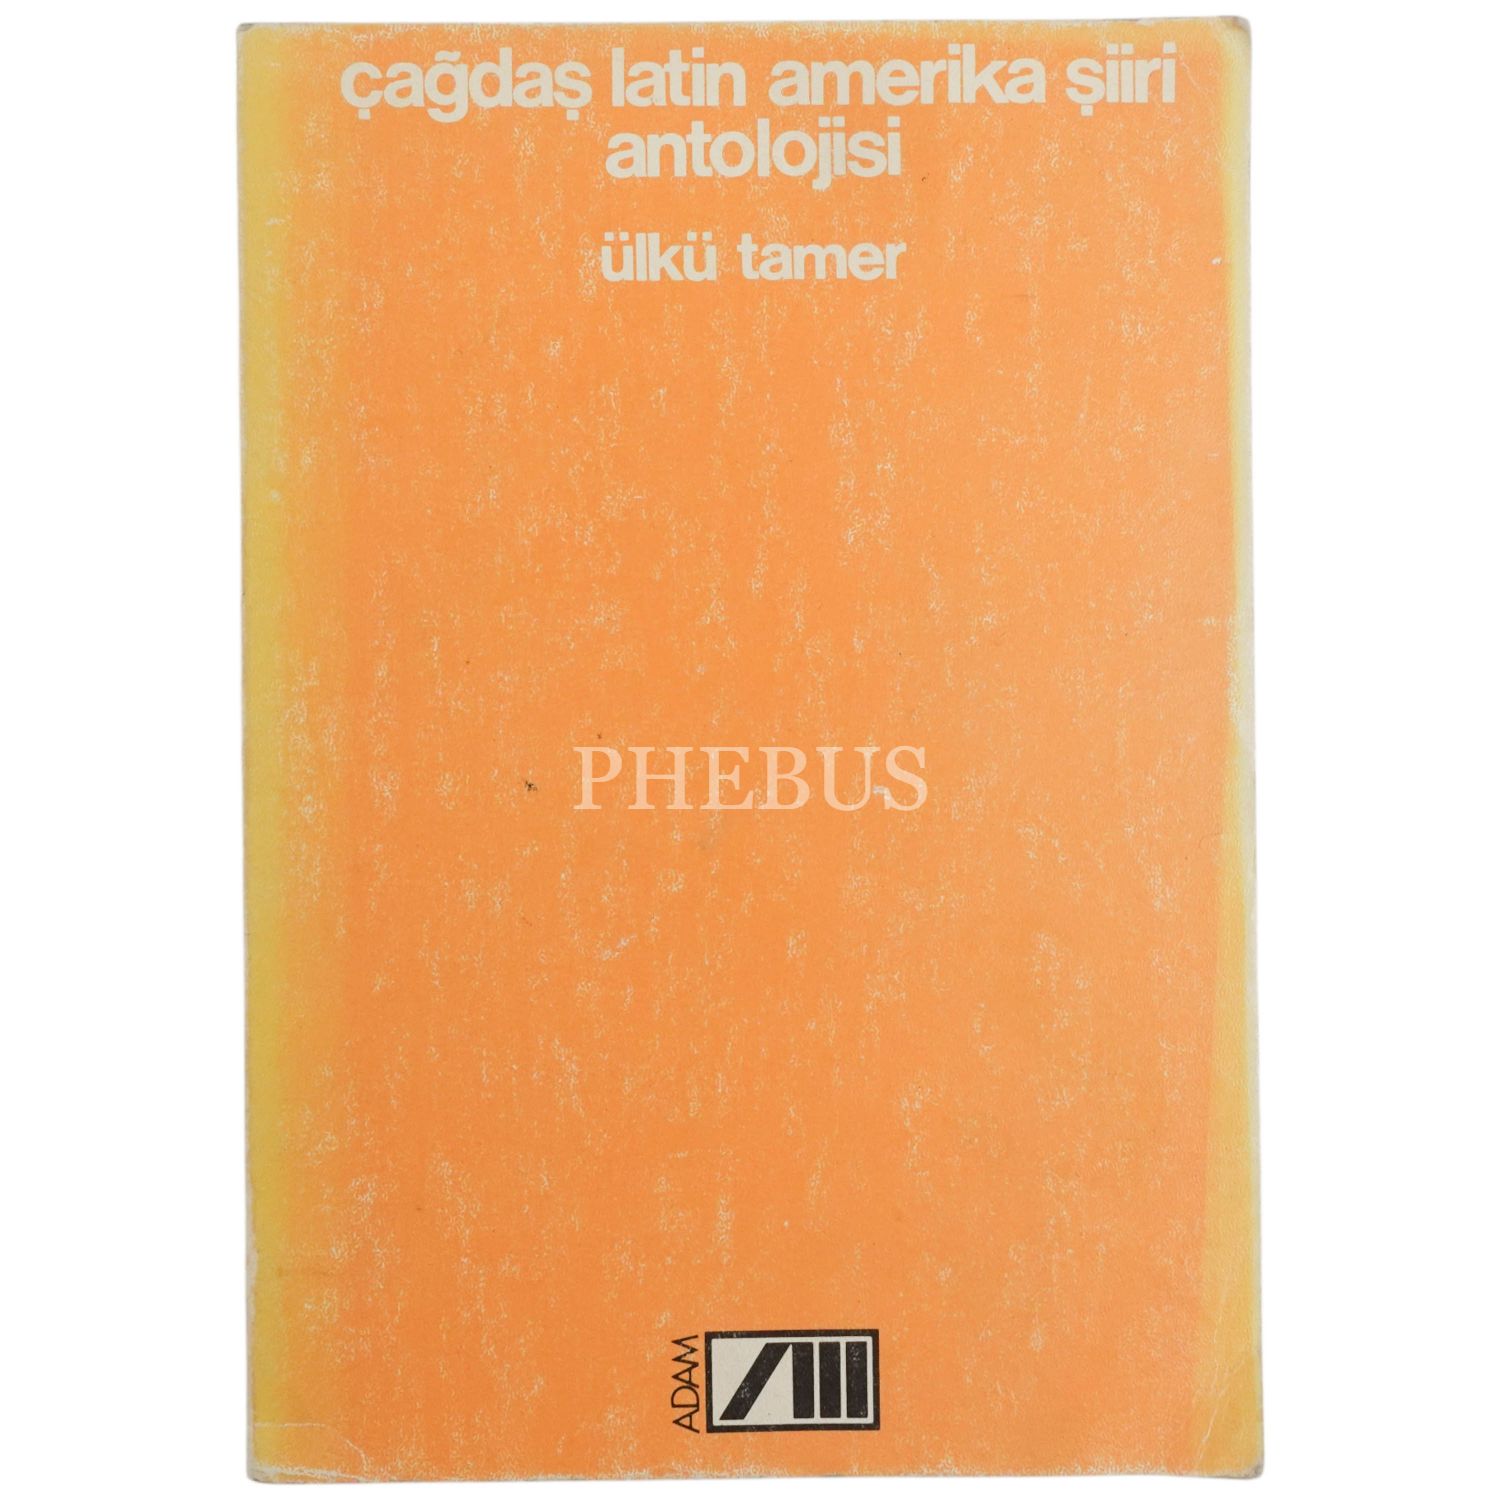 çağdaş latin amerika şiiri
antolojisi
ülkü tamer
PHEBUS
ADAM